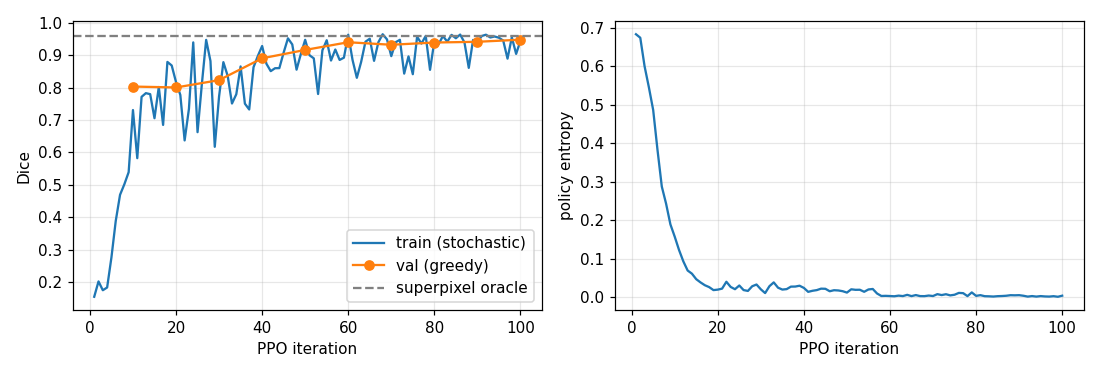 1.0
0.9
0.8
0.7
0.6
0.5
0.4
0.3
0.2
Dice
0 20 40 60 80 100
PPO iteration
train (stochastic)
val (greedy)
superpixel oracle
0.7
0.6
0.5
0.4
0.3
0.2
0.1
0.0
policy entropy
0 20 40 60 80 100
PPO iteration